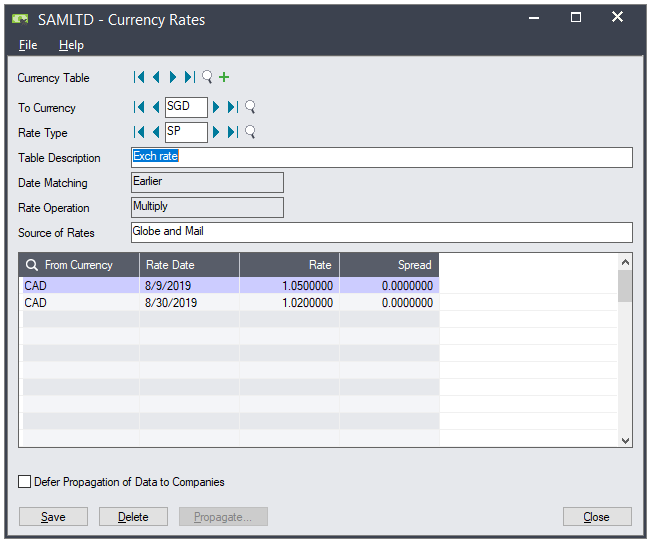 SAMLTD - Currency Rates
File Help
Currency Table
To Currency SGD
Rate Type SP
Table Description Exch rate
Date Matching Earlier
Rate Operation Multiply
Source of Rates Globe and Mail
From Currency Rate Date Rate Spread
CAD 8/9/2019 1.0500000 0.0000000
CAD 8/30/2019 1.0200000 0.0000000
Defer Propagation of Data to Companies
Save Delete Propagate... Close